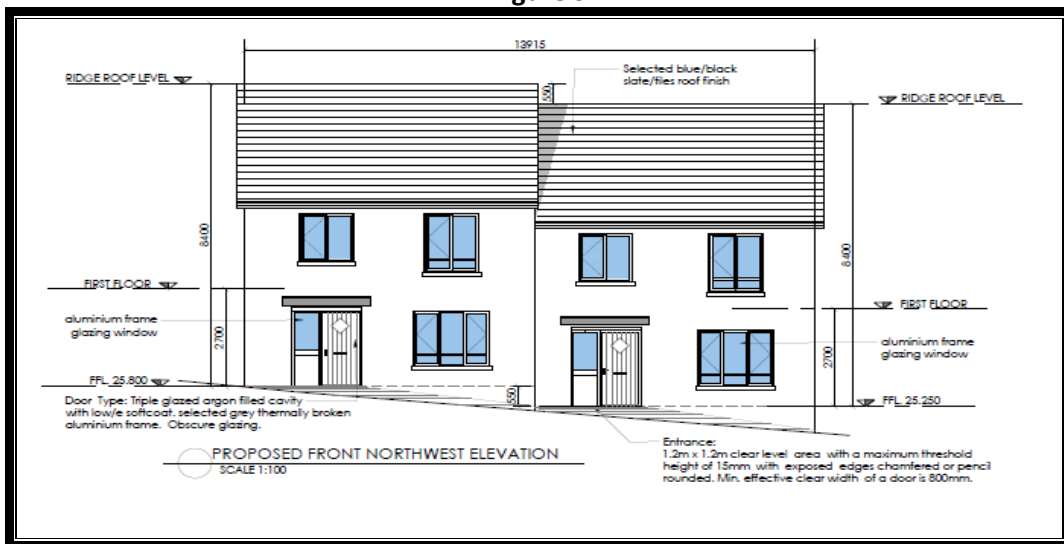 13915
RIDGE ROOF LEVEL
Selected blue/black
slate/tiles roof finish
550
RIDGE ROOF LEVEL
8400
8400
FIRST FLOOR
FIRST FLOOR
aluminium frame
glazing window
2700
2700
aluminium frame
glazing window
FFL. 25.800
550
FFL. 25.250
Door Type: Triple glazed argon filled cavity
with low/e softcoat. selected grey thermally broken
aluminium frame. Obscure glazing.
Entrance:
1.2m x 1.2m clear level area with a maximum threshold
height of 15mm with exposed edges chamfered or pencil
rounded. Min. effective clear width of a door is 800mm.
PROPOSED FRONT NORTHWEST ELEVATION
SCALE 1:100